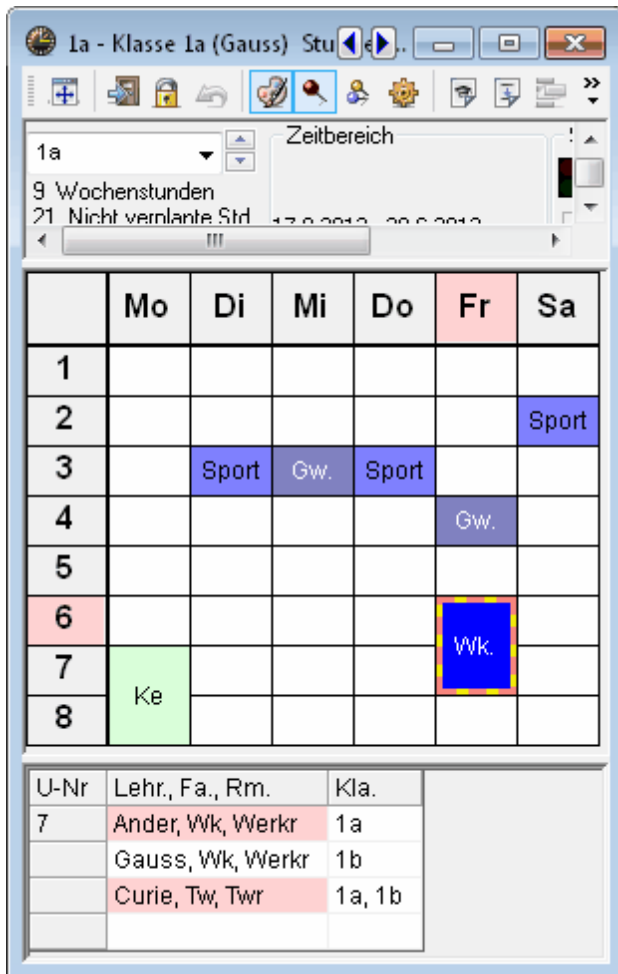 1a - Klasse 1a (Gauss) Stu
1a
Zeitbereich
9 Wochenstunden
21 Nicht verplante Std
Mo Di Mi Do Fr Sa
1
2 Sport
3 Sport Gw. Sport
4 Gw.
5
6
Wk.
7
Ke
8
U-Nr Lehr., Fa., Rm. Kla.
7 Ander, Wk, Werkr 1a
Gauss, Wk, Werkr 1b
Curie, Tw, Twr 1a, 1b